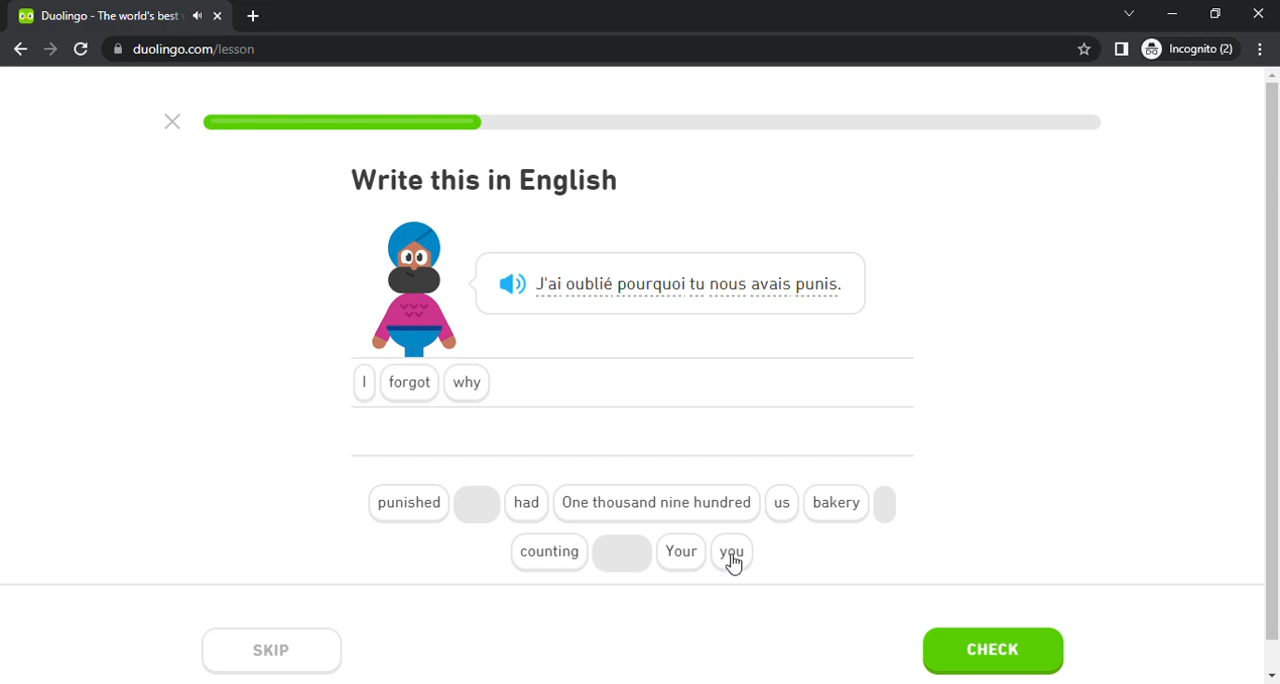 Duolingo - The world's best
duolingo.com/lesson
Incognito (2)
Write this in English
J'ai oublié pourquoi tu nous avais punis.
I forgot why
punished had One thousand nine hundred us bakery
counting Your you
SKIP
CHECK